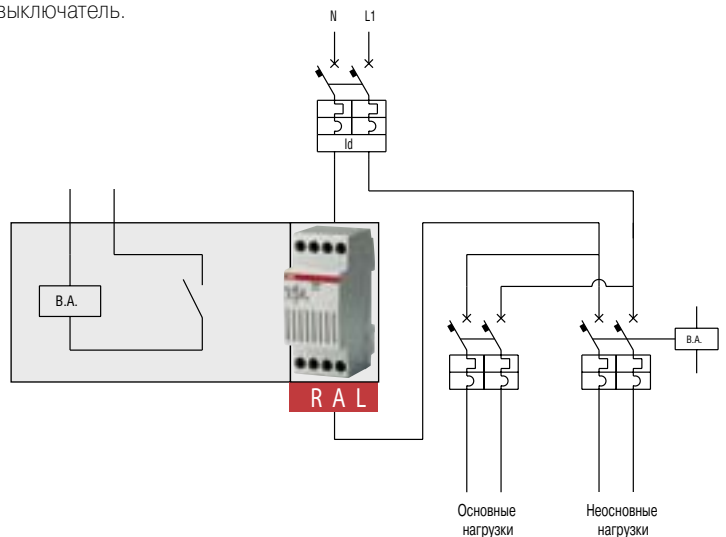 выключатель.
N L1
Id
B.A.
B.A.
R A L
Основные
нагрузки
Неосновные
нагрузки